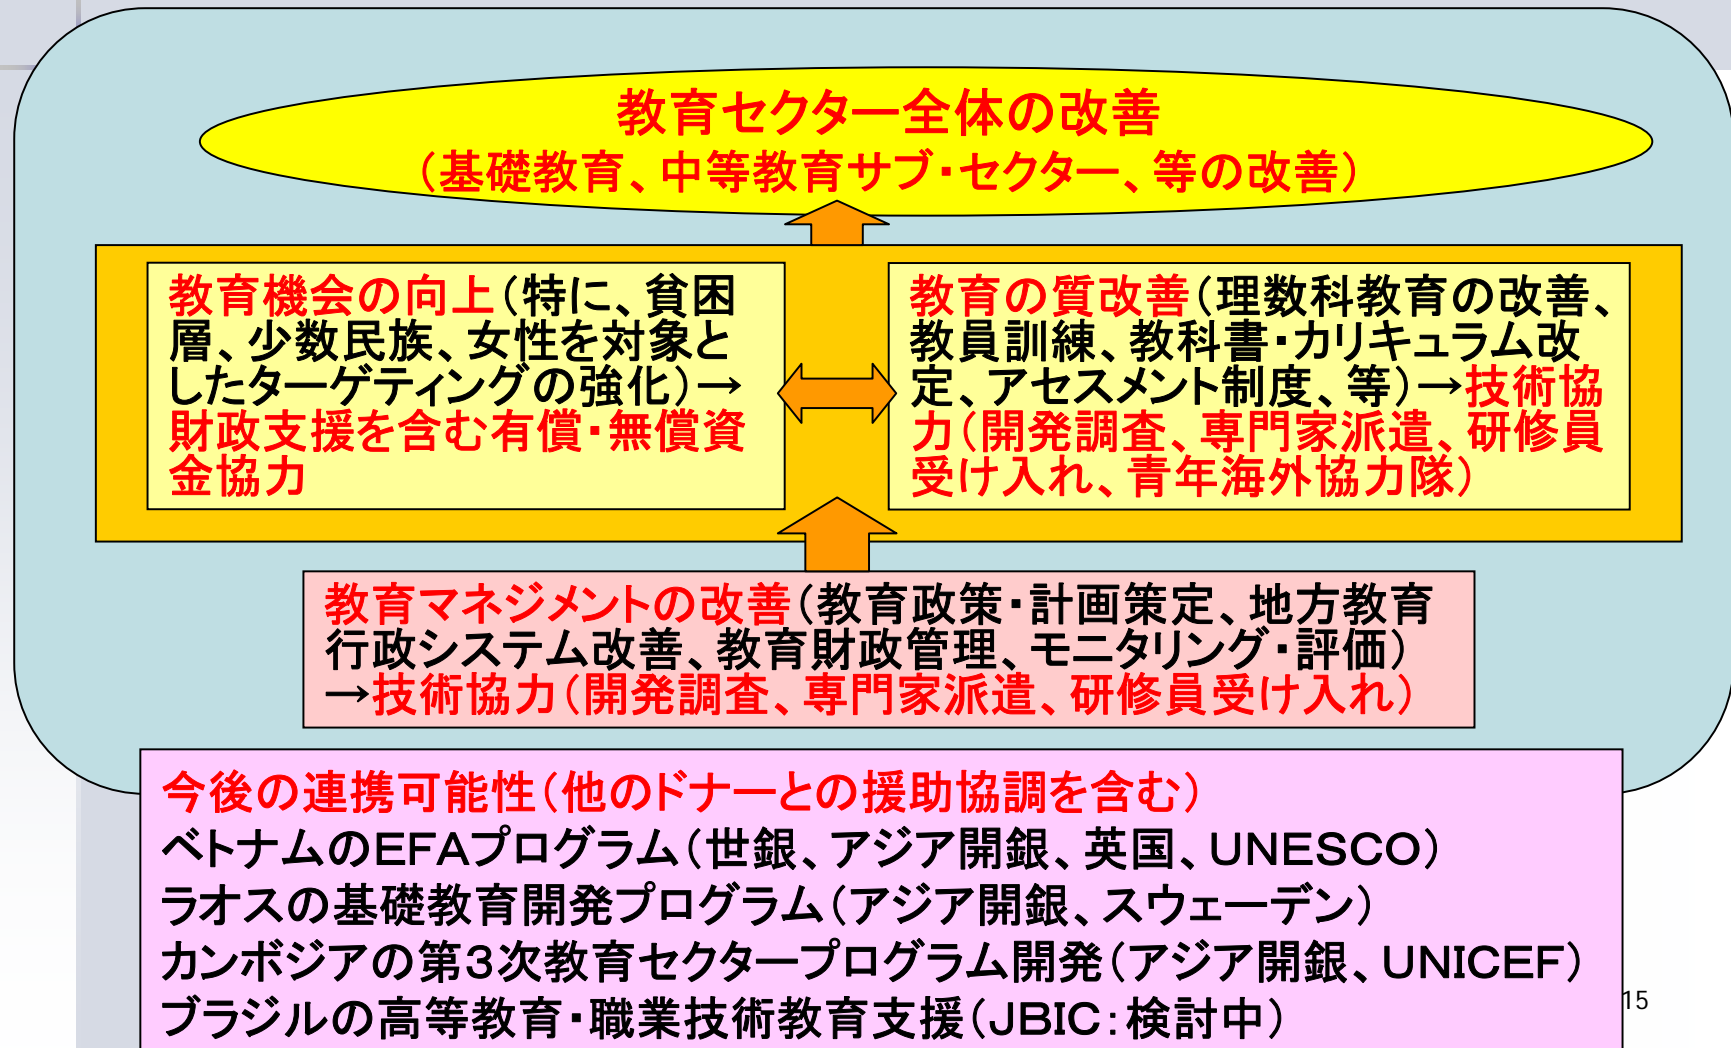 教育セクター全体の改善
（基礎教育、中等教育サブ・セクター、等の改善）
教育機会の向上（特に、貧困
層、少数民族、女性を対象と
したターゲティングの強化）→
財政支援を含む有償・無償資
金協力
教育の質改善（理数科教育の改善、
教員訓練、教科書・カリキュラム改
定、アセスメント制度、等）→技術協
力（開発調査、専門家派遣、研修員
受け入れ、青年海外協力隊）
教育マネジメントの改善（教育政策・計画策定、地方教育
行政システム改善、教育財政管理、モニタリング・評価）
→技術協力（開発調査、専門家派遣、研修員受け入れ）
今後の連携可能性（他のドナーとの援助協調を含む）
ベトナムのEFAプログラム（世銀、アジア開銀、英国、UNESCO）
ラオスの基礎教育開発プログラム（アジア開銀、スウェーデン）
カンボジアの第3次教育セクタープログラム開発（アジア開銀、UNICEF）
ブラジルの高等教育・職業技術教育支援（JBIC：検討中）
15